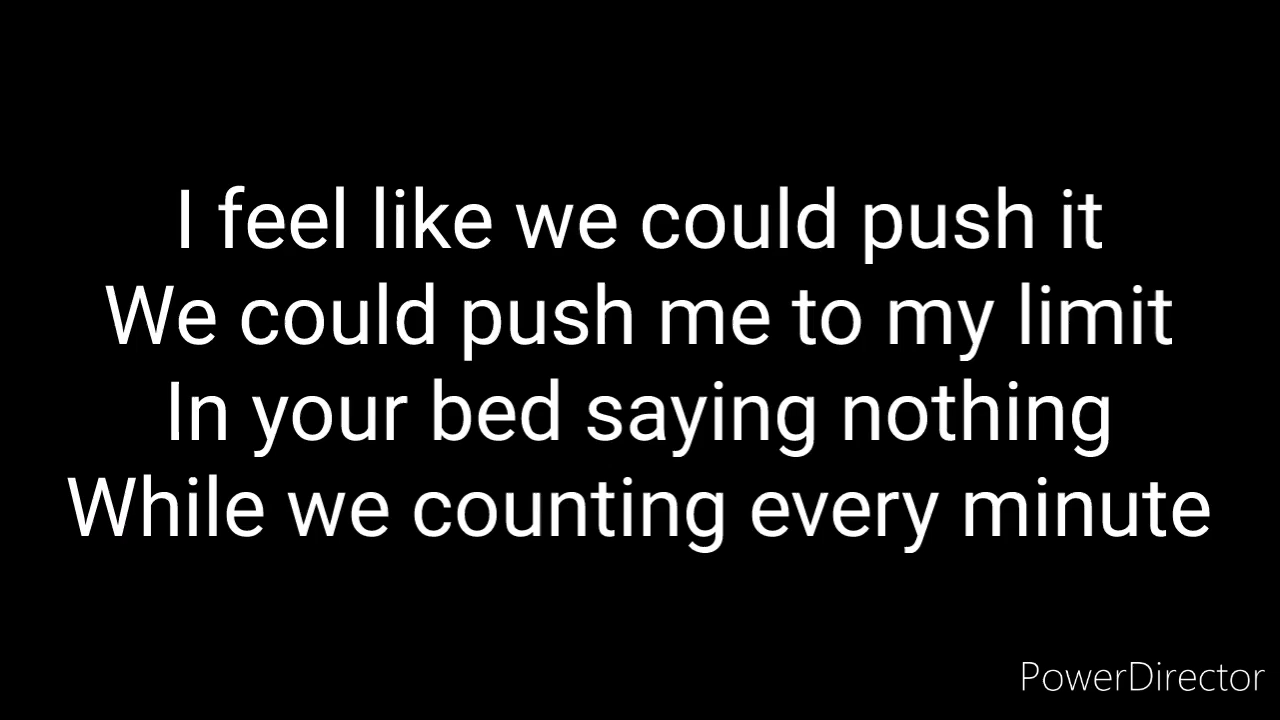 I feel like we could push it
We could push me to my limit
In your bed saying nothing
While we counting every minute
PowerDirector